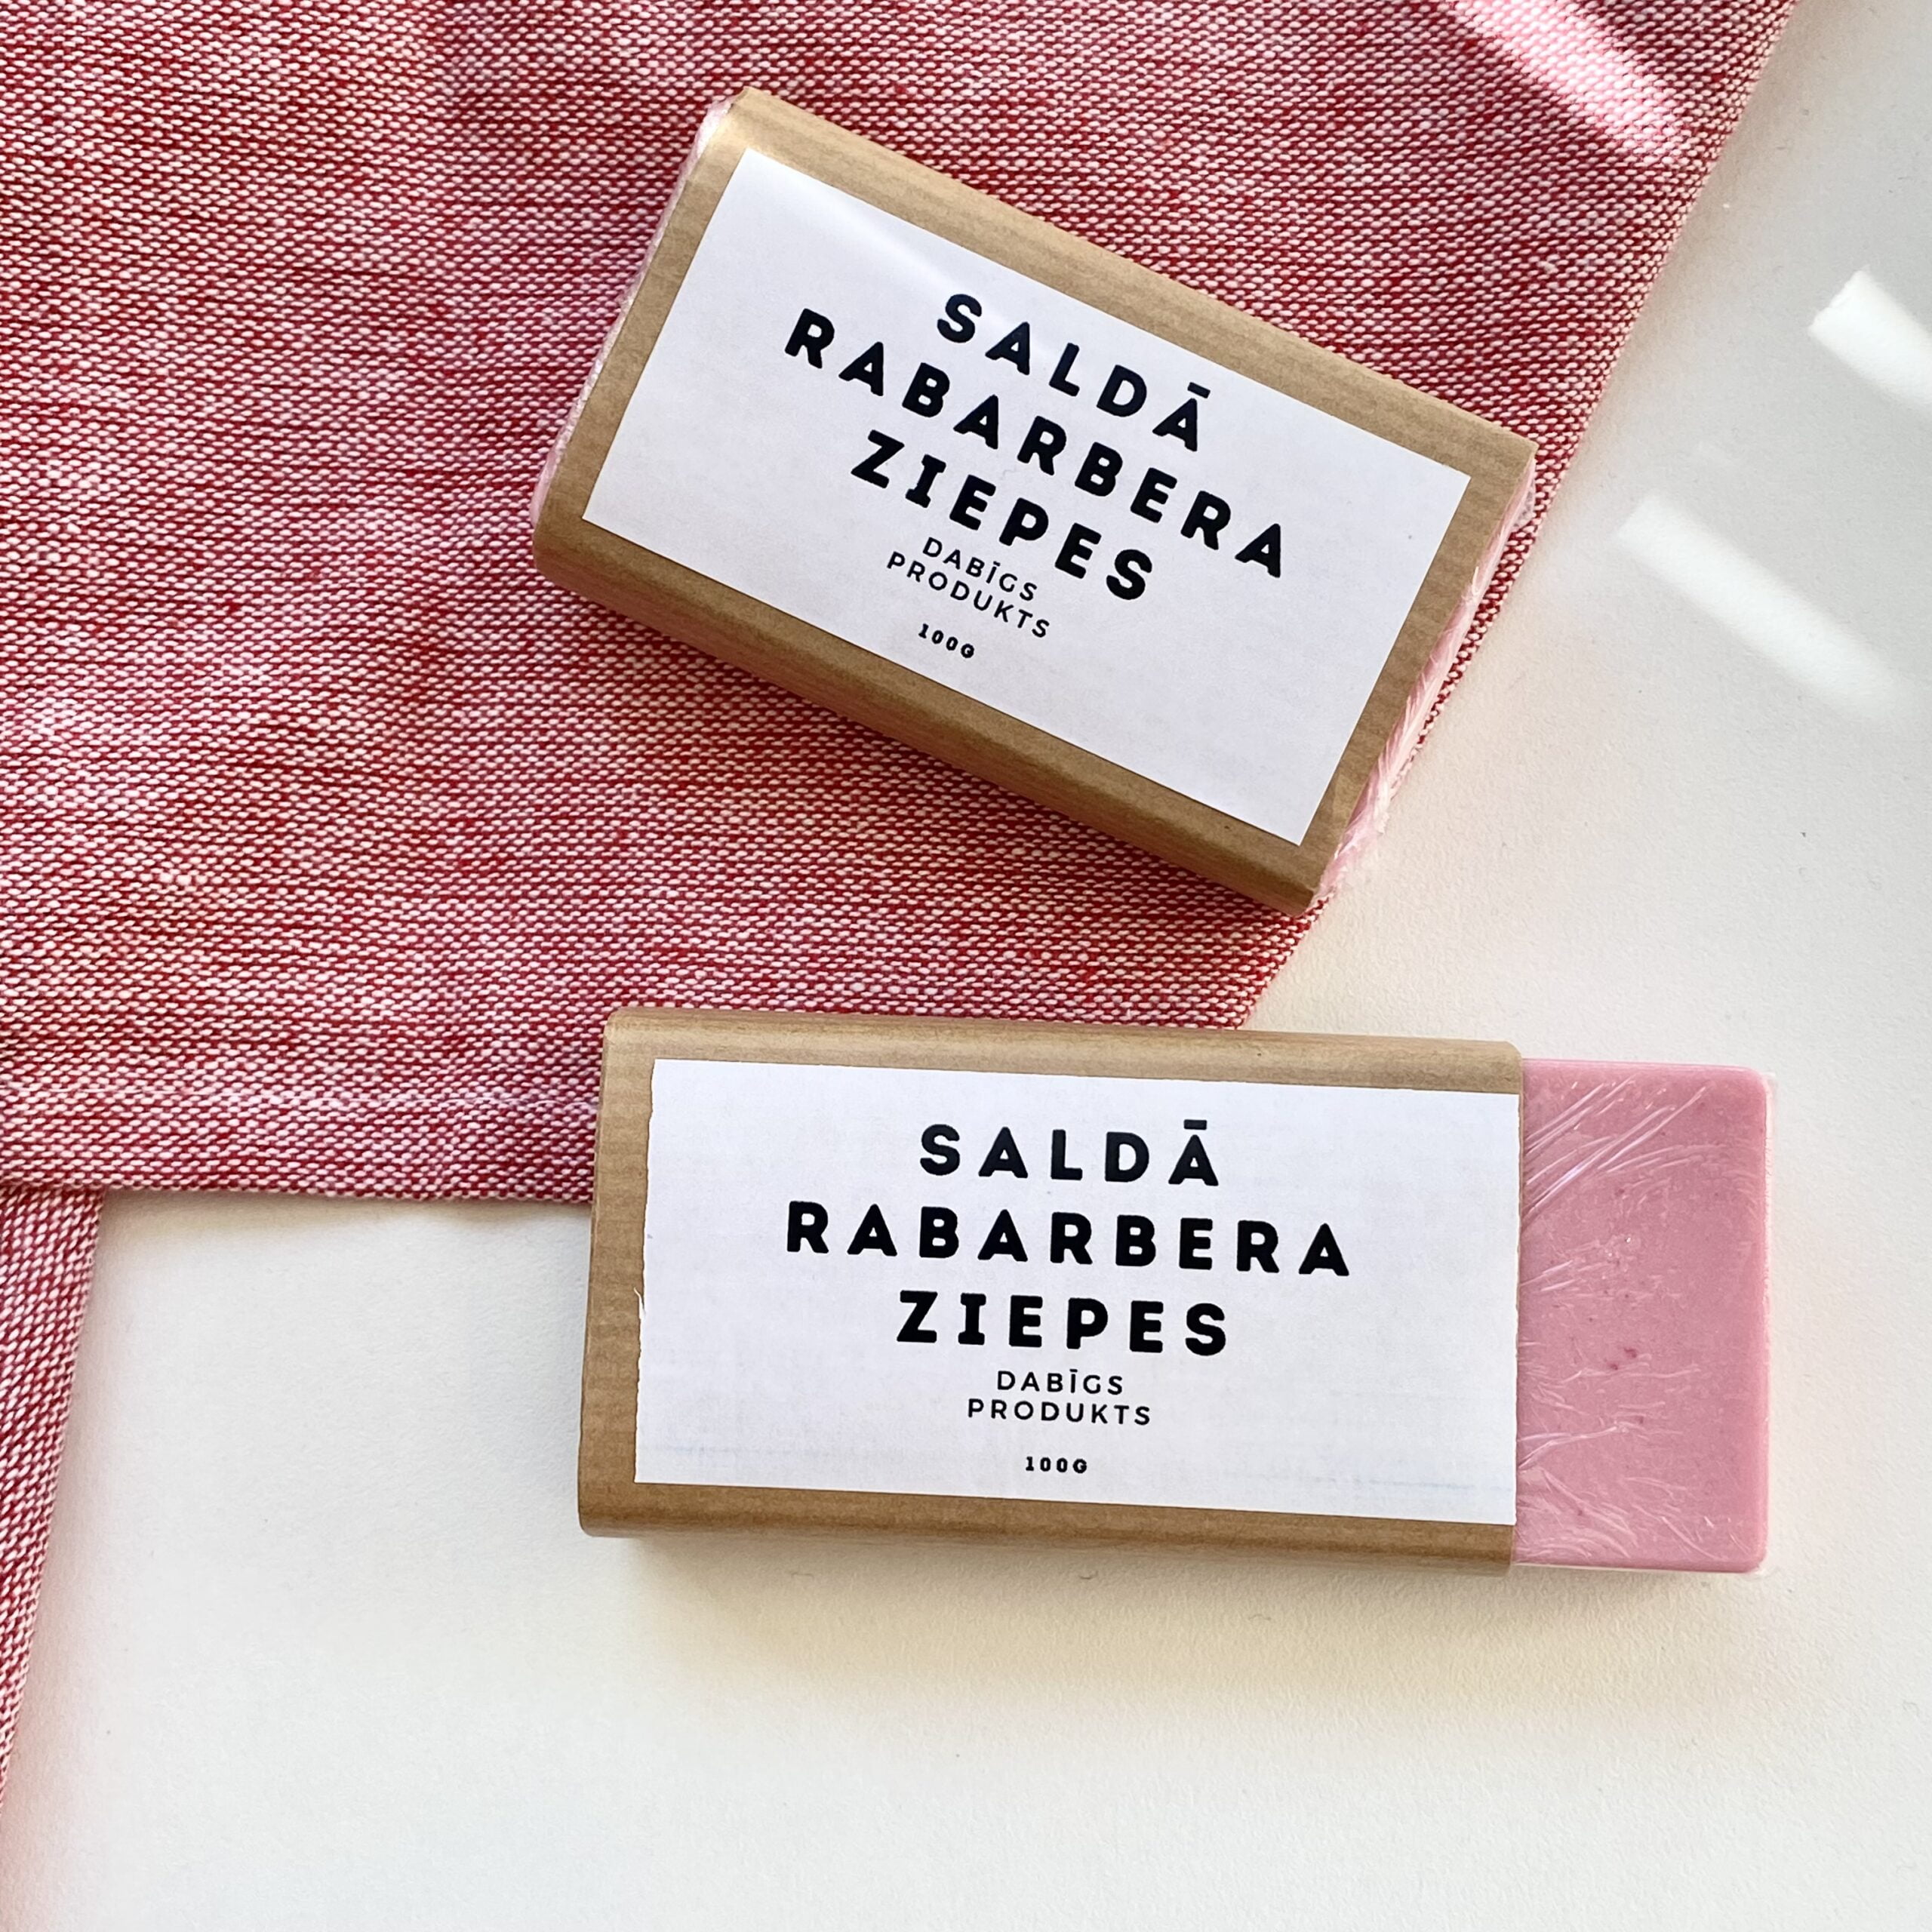 SALDĀ
RABARBERA
ZIEPES
DABĪGS
PRODUKTS
100G
SALDĀ
RABARBERA
ZIEPES
DABĪGS
PRODUKTS
100G